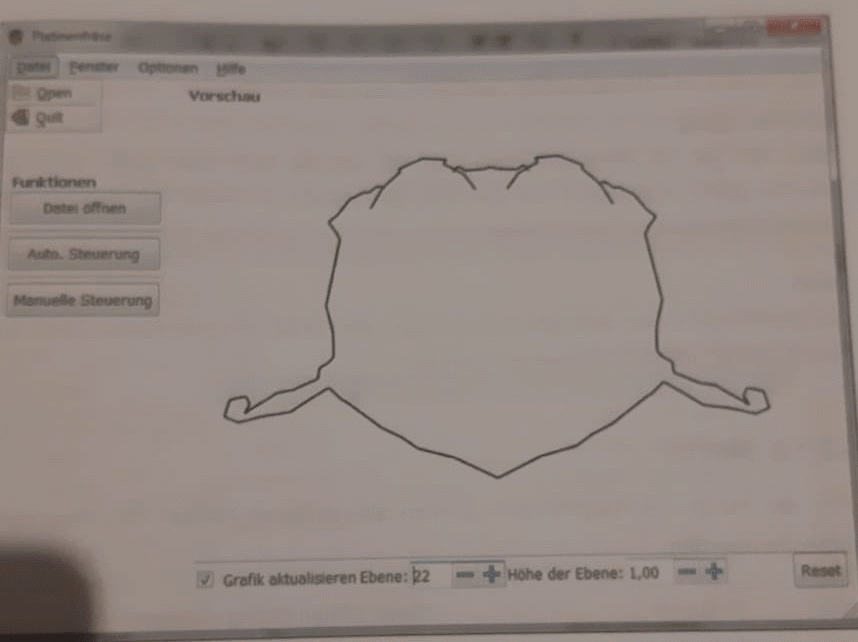 Platinenfräse
Datei Fenster Optionen Hilfe
Open
Quit
Vorschau
Funktionen
Datei öffnen
Auto. Steuerung
Manuelle Steuerung
Grafik aktualisieren Ebene: 22 Höhe der Ebene: 1,00 Reset